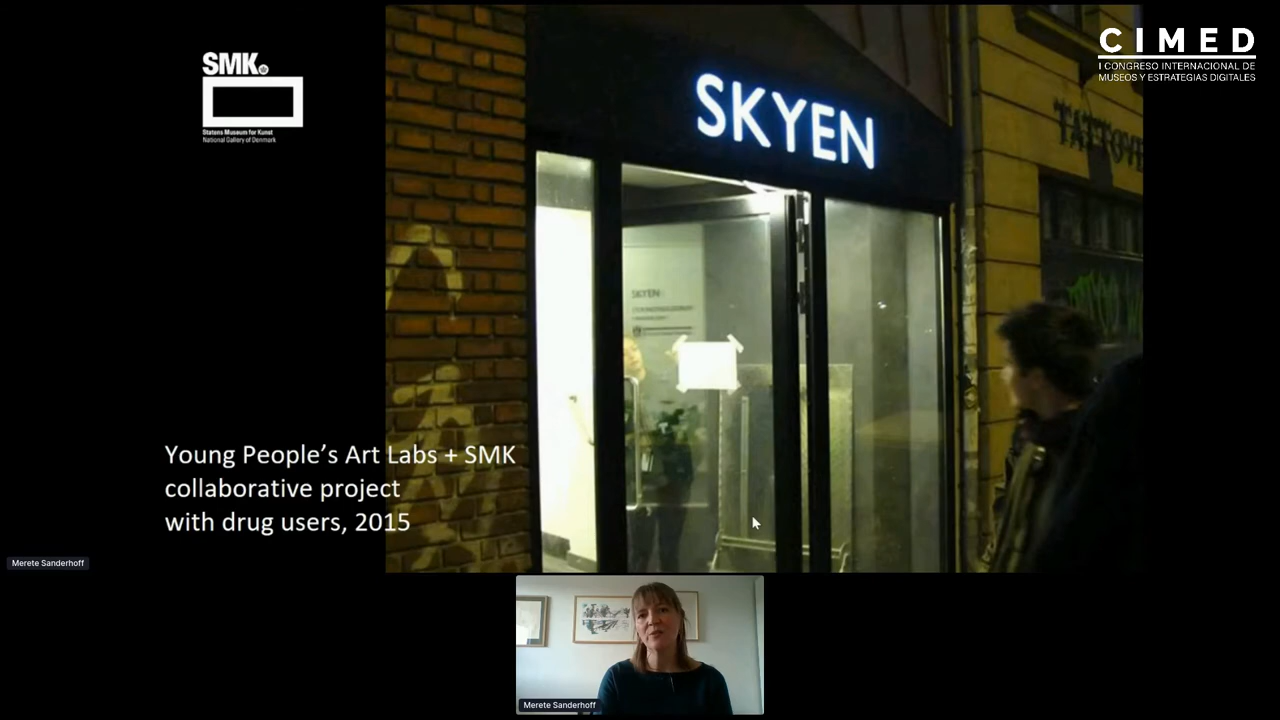 SMK
Statens Museum for Kunst
National Gallery of Denmark
SKYEN
CIMED
I CONGRESO INTERNACIONAL DE
MUSEOS Y ESTRATEGIAS DIGITALES
SKYEN
Young People’s Art Labs + SMK
collaborative project
with drug users, 2015
Merete Sanderhoff
Merete Sanderhoff